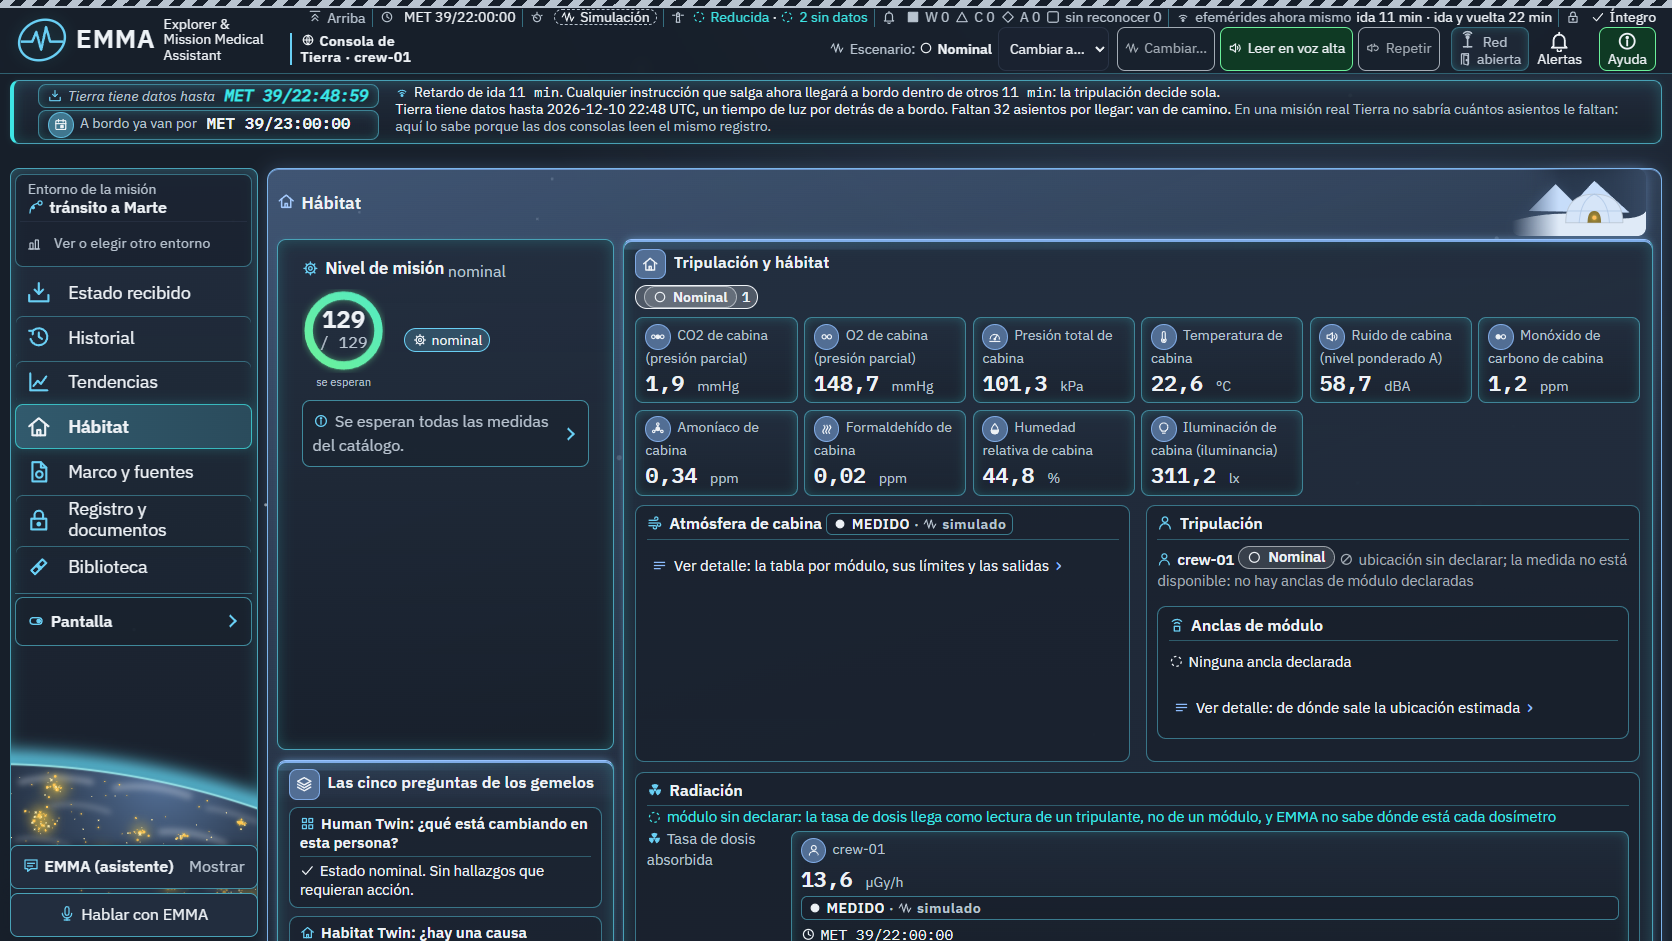 Arriba
MET 39/22:00:00
Simulación
Reducida · 2 sin datos
W 0 C 0 A 0 sin reconocer 0
efemérides ahora mismo ida 11 min · ida y vuelta 22 min
Íntegro
EMMA
Explorer &
Mission Medical
Assistant
Consola de
Tierra · crew-01
Escenario: Nominal
Cambiar a...
Cambiar...
Leer en voz alta
Repetir
Red
abierta
Alertas
Ayuda
Tierra tiene datos hasta MET 39/22:48:59
A bordo ya van por MET 39/23:00:00
Retardo de ida 11 min. Cualquier instrucción que salga ahora llegará a bordo dentro de otros 11 min: la tripulación decide sola.
Tierra tiene datos hasta 2026-12-10 22:48 UTC, un tiempo de luz por detrás de a bordo. Faltan 32 asientos por llegar: van de camino. En una misión real Tierra no sabría cuántos asientos le faltan:
aquí lo sabe porque las dos consolas leen el mismo registro.
Entorno de la misión
tránsito a Marte
Ver o elegir otro entorno
Estado recibido
Historial
Tendencias
Hábitat
Marco y fuentes
Registro y
documentos
Biblioteca
Pantalla
EMMA (asistente) Mostrar
Hablar con EMMA
Hábitat
Nivel de misión nominal
129
/ 129
se esperan
nominal
Se esperan todas las medidas
del catálogo.
Las cinco preguntas de los gemelos
Human Twin: ¿qué está cambiando en
esta persona?
Estado nominal. Sin hallazgos que
requieran acción.
Habitat Twin: ¿hay una causa
Tripulación y hábitat
Nominal 1
CO2 de cabina
(presión parcial)
1,9 mmHg
O2 de cabina
(presión parcial)
148,7 mmHg
Presión total de
cabina
101,3 kPa
Temperatura de
cabina
22,6 °C
Ruido de cabina
(nivel ponderado A)
58,7 dBA
Monóxido de
carbono de cabina
1,2 ppm
Amoníaco de
cabina
0,34 ppm
Formaldehído de
cabina
0,02 ppm
Humedad
relativa de cabina
44,8 %
Iluminación de
cabina (iluminancia)
311,2 lx
Atmósfera de cabina MEDIDO · simulado
Ver detalle: la tabla por módulo, sus límites y las salidas
Tripulación
crew-01 Nominal ubicación sin declarar; la medida no está
disponible: no hay anclas de módulo declaradas
Anclas de módulo
Ninguna ancla declarada
Ver detalle: de dónde sale la ubicación estimada
Radiación
módulo sin declarar: la tasa de dosis llega como lectura de un tripulante, no de un módulo, y EMMA no sabe dónde está cada dosímetro
Tasa de dosis
absorbida
crew-01
13,6 µGy/h
MEDIDO · simulado
MET 39/22:00:00